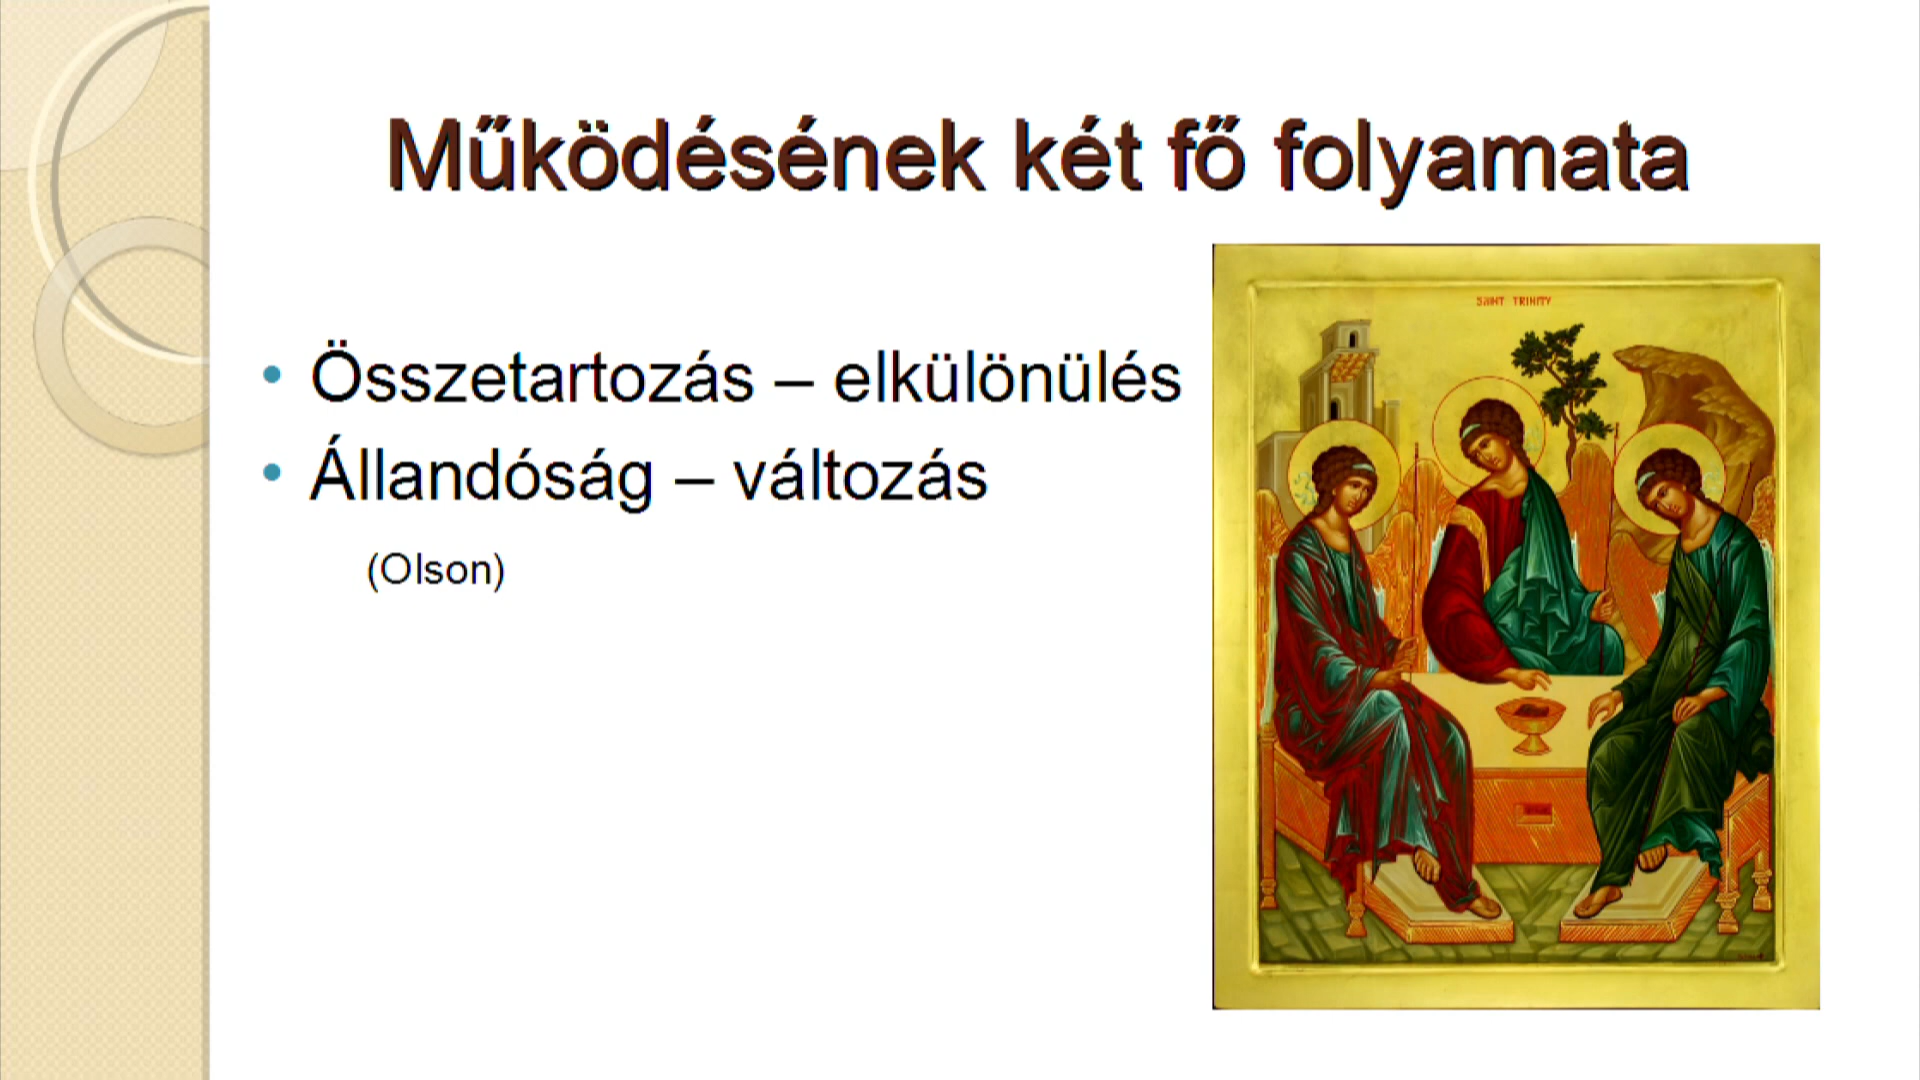 Működésének két fő folyamata
SAINT TRINITY
• Összetartozás – elkülönülés
• Állandóság – változás
(Olson)